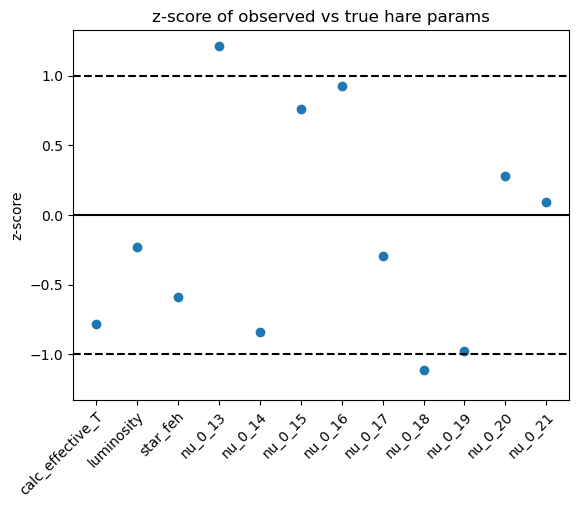 z-score of observed vs true hare params
z-score
1.0
0.5
0.0
−0.5
−1.0
calc_effective_T
luminosity
star_feh
nu_0_13
nu_0_14
nu_0_15
nu_0_16
nu_0_17
nu_0_18
nu_0_19
nu_0_20
nu_0_21